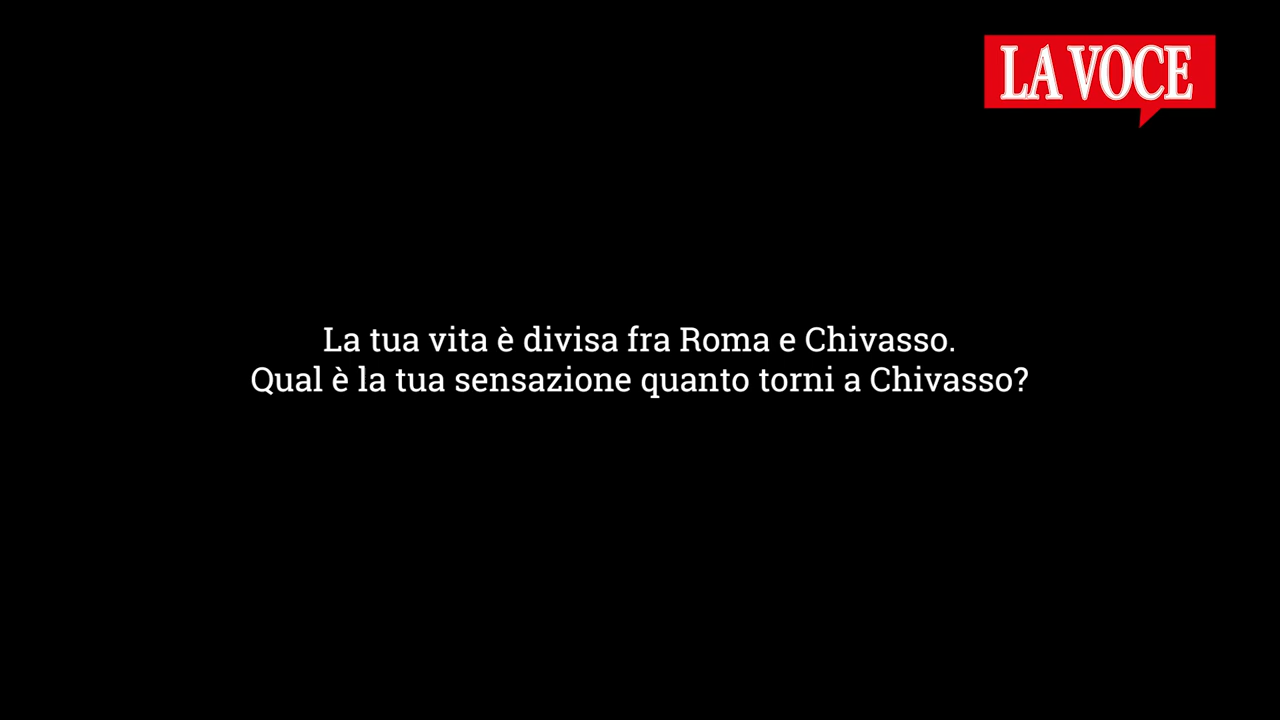 LA VOCE
La tua vita è divisa fra Roma e Chivasso.
Qual è la tua sensazione quanto torni a Chivasso?